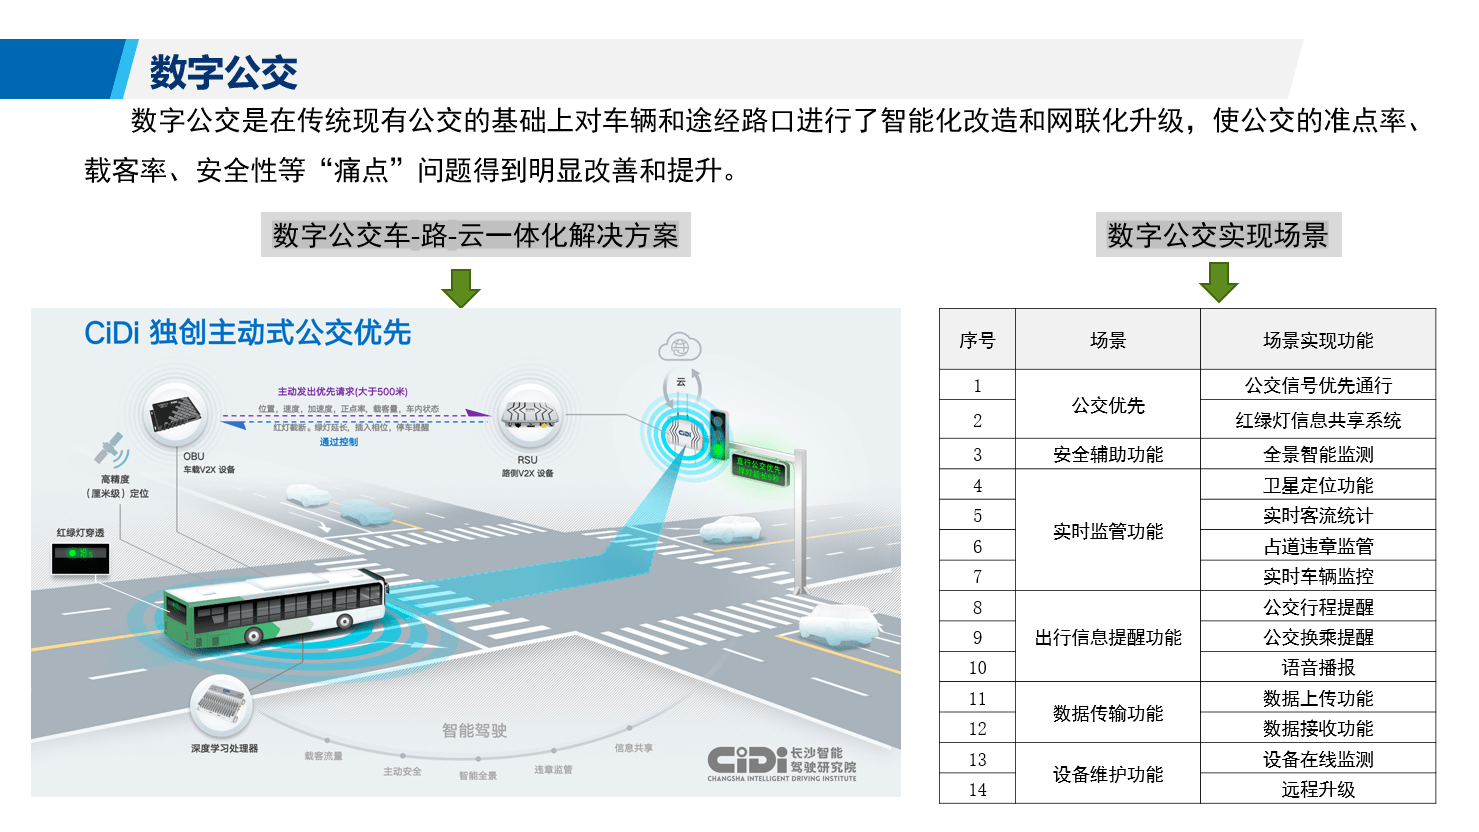 数字公交
数字公交是在传统现有公交的基础上对车辆和途经路口进行了智能化改造和网联化升级，使公交的准点率、
载客率、安全性等“痛点”问题得到明显改善和提升。
数字公交车-路-云一体化解决方案
CiDi 独创主动式公交优先
云
主动发出优先请求(大于500米)
位置，速度，加速度，正点率，载客量，车内状态
红灯截断。绿灯延长，插入相位，停车提醒
通过控制
OBU
车载V2X 设备
RSU
路侧V2X 设备
CiDi
直行公交优先
高精度
（厘米级）定位
红绿灯穿透
深度学习处理器
智能驾驶
载客流量
主动安全
智能全景
违章监管
信息共享
CiDi 长沙智能
驾驶研究院
CHANGSHA INTELLIGENT DRIVING INSTITUTE
数字公交实现场景
序号 场景 场景实现功能
1 公交优先 公交信号优先通行
2 红绿灯信息共享系统
3 安全辅助功能 全景智能监测
4 实时监管功能 卫星定位功能
5 实时客流统计
6 占道违章监管
7 实时车辆监控
8 出行信息提醒功能 公交行程提醒
9 公交换乘提醒
10 语音播报
11 数据传输功能 数据上传功能
12 数据接收功能
13 设备维护功能 设备在线监测
14 远程升级